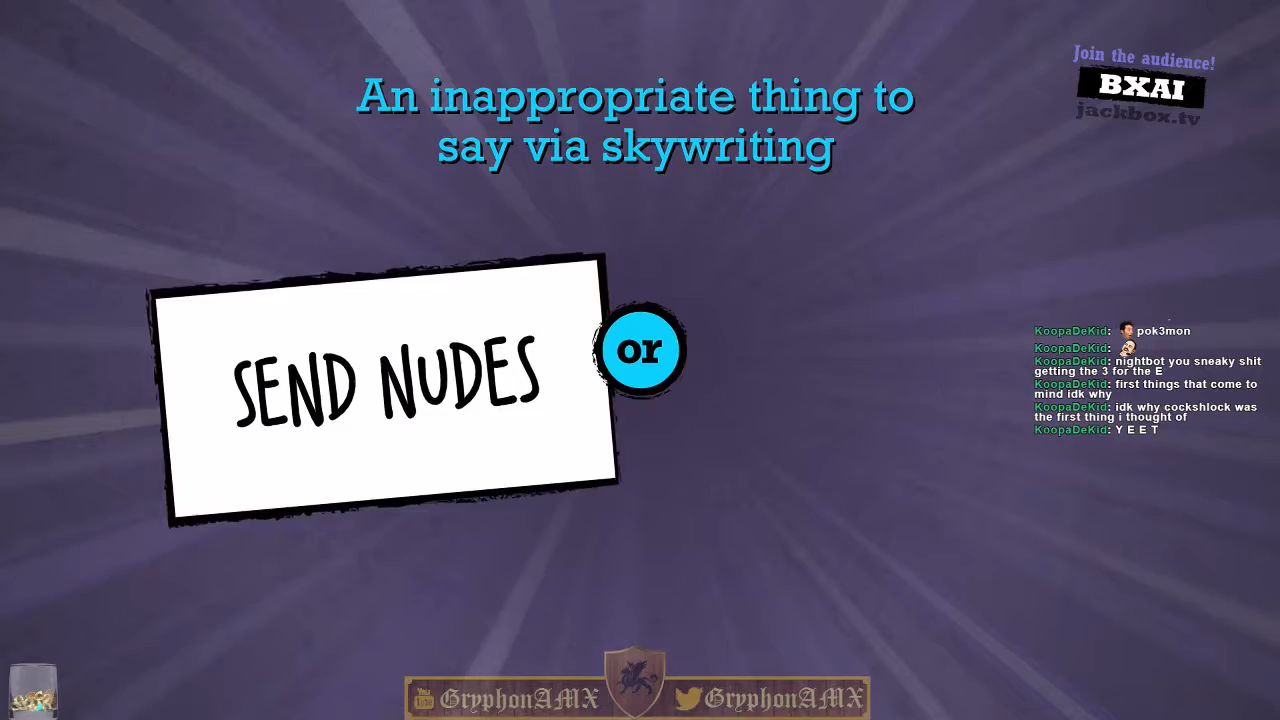 Join the audience!
BXAI
jackbox.tv
An inappropriate thing to
say via skywriting
SEND NUDES
or
KoopaDeKid: pok3mon
KoopaDeKid:
KoopaDeKid: nightbot you sneaky shit
getting the 3 for the E
KoopaDeKid: first things that come to
mind idk why
KoopaDeKid: idk why cockshlock was
the first thing i thought of
KoopaDeKid: Y E E T
You
Tube
GryphonAMX
GryphonAMX